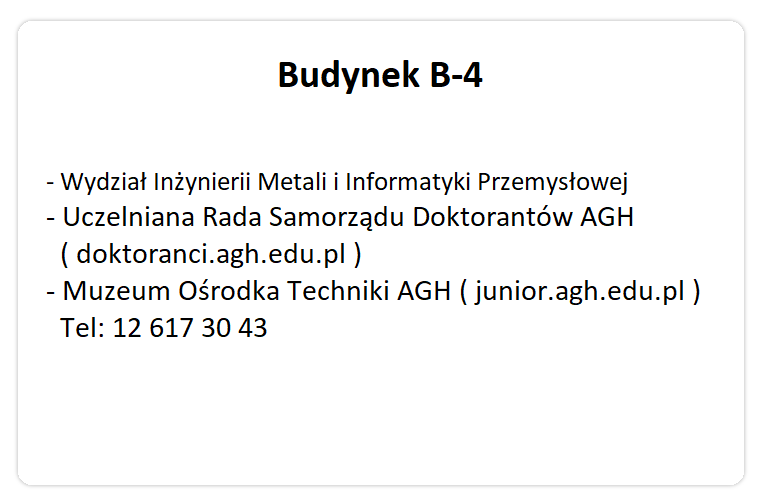 Budynek B-4
- Wydział Inżynierii Metali i Informatyki Przemysłowej
- Uczelniana Rada Samorządu Doktorantów AGH
( doktoranci.agh.edu.pl )
- Muzeum Ośrodka Techniki AGH ( junior.agh.edu.pl )
Tel: 12 617 30 43